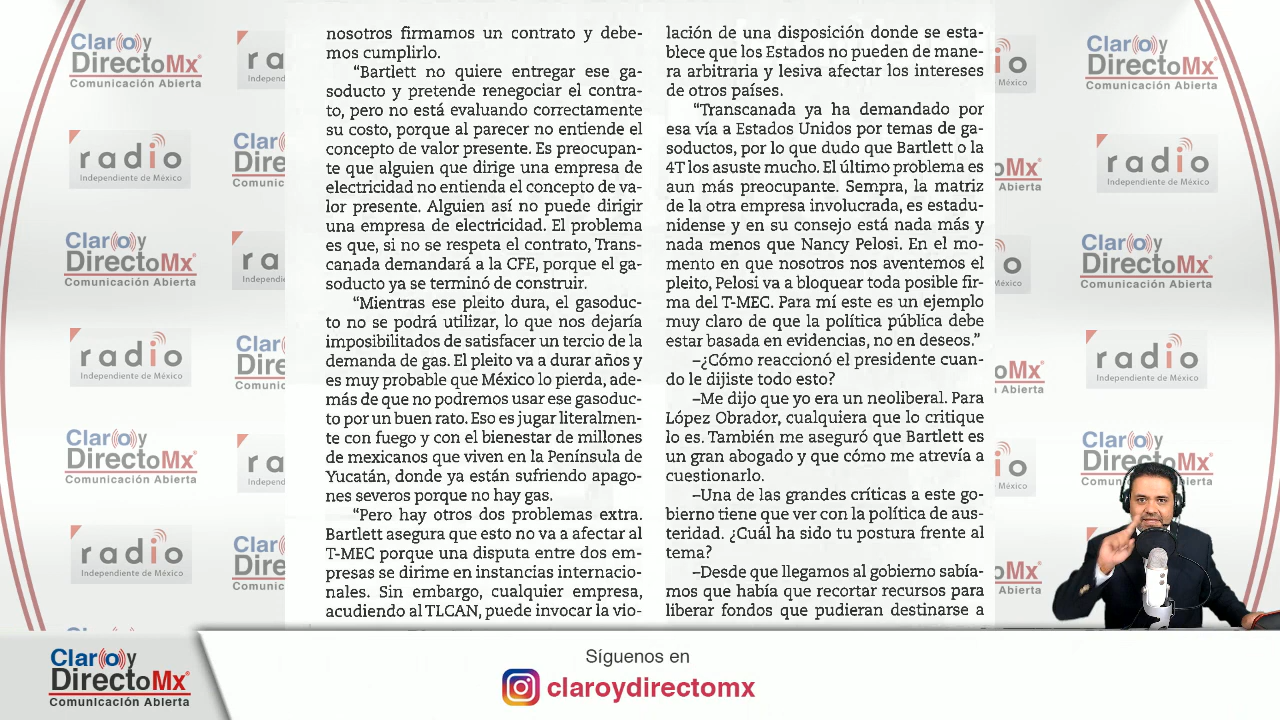 nosotros firmamos un contrato y debe-
mos cumplirlo.
“Bartlett no quiere entregar ese ga-
soducto y pretende renegociar el contra-
to, pero no está evaluando correctamente
su costo, porque al parecer no entiende el
concepto de valor presente. Es preocupan-
te que alguien que dirige una empresa de
electricidad no entienda el concepto de va-
lor presente. Alguien así no puede dirigir
una empresa de electricidad. El problema
es que, si no se respeta el contrato, Trans-
canada demandará a la CFE, porque el ga-
soducto ya se terminó de construir.
“Mientras ese pleito dura, el gasoduc-
to no se podrá utilizar, lo que nos dejaría
imposibilitados de satisfacer un tercio de la
demanda de gas. El pleito va a durar años y
es muy probable que México lo pierda, ade-
más de que no podremos usar ese gasoduc-
to por un buen rato. Eso es jugar literalmen-
te con fuego y con el bienestar de millones
de mexicanos que viven en la Península de
Yucatán, donde ya están sufriendo apago-
nes severos porque no hay gas.
“Pero hay otros dos problemas extra.
Bartlett asegura que esto no va a afectar al
T-MEC porque una disputa entre dos em-
presas se dirime en instancias internacio-
nales. Sin embargo, cualquier empresa,
acudiendo al TLCAN, puede invocar la vio-
lación de una disposición donde se esta-
blece que los Estados no pueden de mane-
ra arbitraria y lesiva afectar los intereses
de otros países.
“Transcanada ya ha demandado por
esa vía a Estados Unidos por temas de ga-
soductos, por lo que dudo que Bartlett o la
4T los asuste mucho. El último problema es
aun más preocupante. Sempra, la matriz
de la otra empresa involucrada, es estadu-
nidense y en su consejo está nada más y
nada menos que Nancy Pelosi. En el mo-
mento en que nosotros nos aventemos el
pleito, Pelosi va a bloquear toda posible fir-
ma del T-MEC. Para mí este es un ejemplo
muy claro de que la política pública debe
estar basada en evidencias, no en deseos.”
–¿Cómo reaccionó el presidente cuan-
do le dijiste todo esto?
–Me dijo que yo era un neoliberal. Para
López Obrador, cualquiera que lo critique
lo es. También me aseguró que Bartlett es
un gran abogado y que cómo me atrevía a
cuestionarlo.
–Una de las grandes críticas a este go-
bierno tiene que ver con la política de aus-
teridad. ¿Cuál ha sido tu postura frente al
tema?
–Desde que llegamos al gobierno sabía-
mos que había que recortar recursos para
liberar fondos que pudieran destinarse a
Claro y
DirectoMx
Comunicación Abierta
radio
Independiente de México
Síguenos en
claroydirectomx